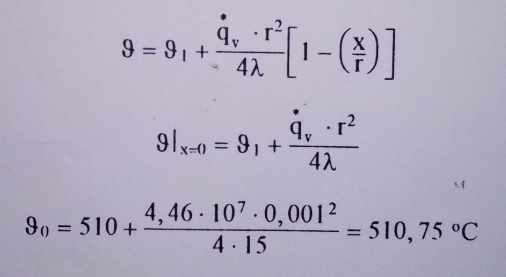 ϑ = ϑ₁ + q̇ᵥ · r² / 4λ [1 − (x/r)]
ϑ|ₓ₌₀ = ϑ₁ + q̇ᵥ · r² / 4λ
ϑ₀ = 510 + 4,46 · 10⁷ · 0,001² / 4 · 15 = 510,75 ºC